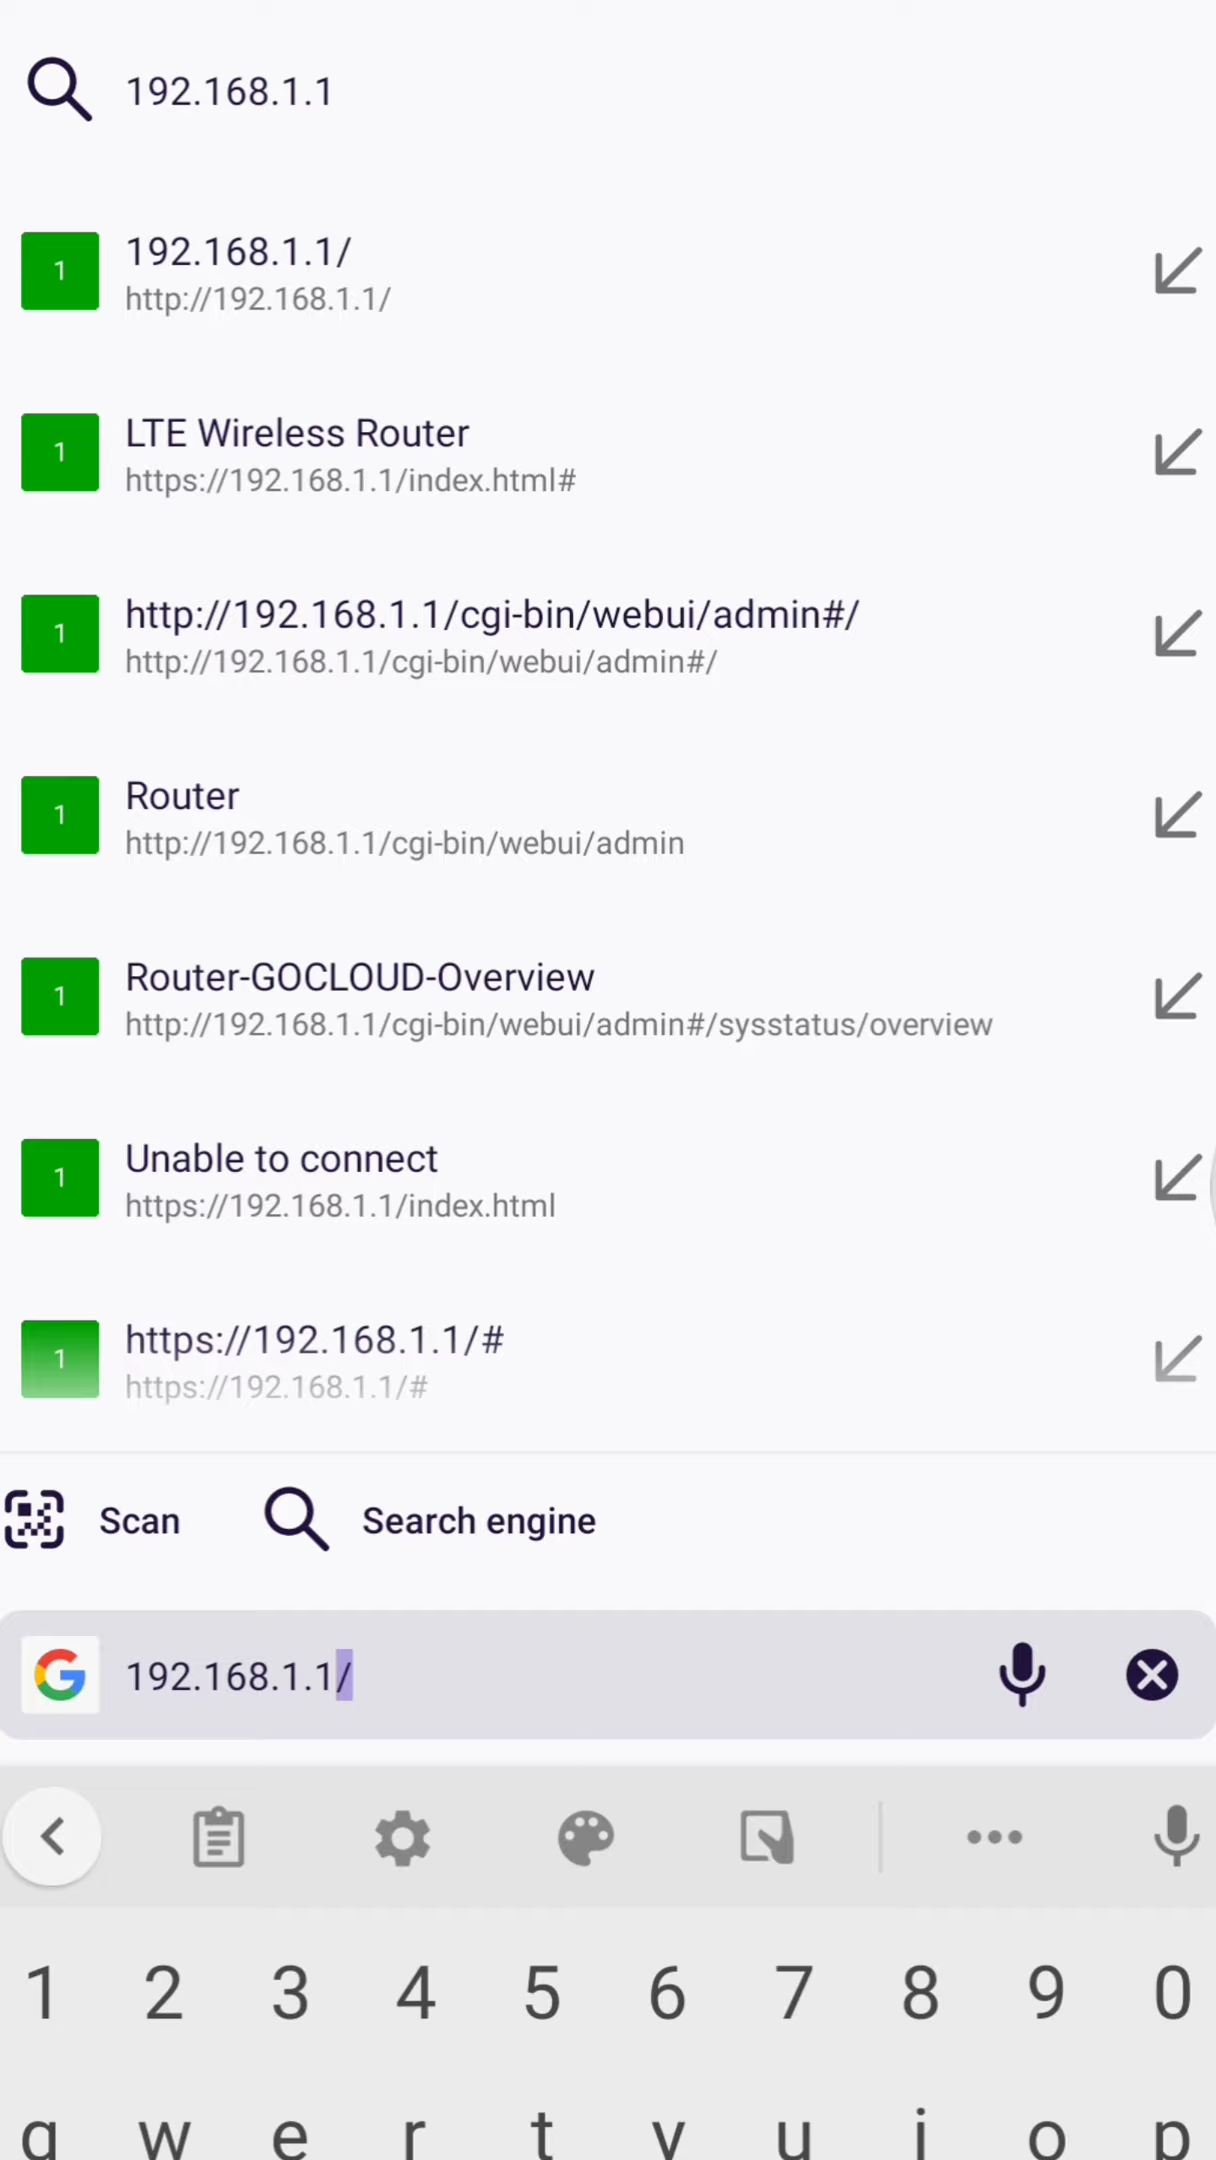 192.168.1.1
1
192.168.1.1/
http://192.168.1.1/
1
LTE Wireless Router
https://192.168.1.1/index.html#
1
http://192.168.1.1/cgi-bin/webui/admin#/
http://192.168.1.1/cgi-bin/webui/admin#/
1
Router
http://192.168.1.1/cgi-bin/webui/admin
1
Router-GOCLOUD-Overview
http://192.168.1.1/cgi-bin/webui/admin#/sysstatus/overview
1
Unable to connect
https://192.168.1.1/index.html
1
https://192.168.1.1/#
https://192.168.1.1/#
Scan Search engine
G 192.168.1.1/
1 2 3 4 5 6 7 8 9 0
q w e r t y u i o p